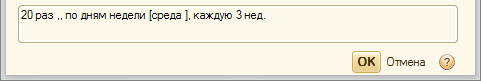 20 раз ,, по дням недели [среда ], каждую 3 нед.
OK Отмена ?